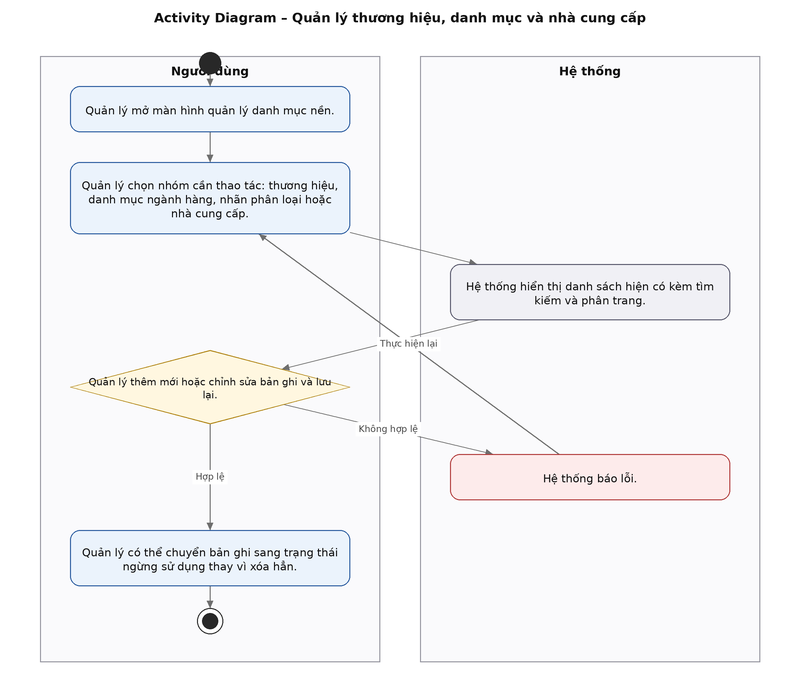 Activity Diagram – Quản lý thương hiệu, danh mục và nhà cung cấp
Người dùng
Hệ thống
Quản lý mở màn hình quản lý danh mục nền.
Quản lý chọn nhóm cần thao tác: thương hiệu,
danh mục ngành hàng, nhãn phân loại hoặc
nhà cung cấp.
Hệ thống hiển thị danh sách hiện có kèm tìm
kiếm và phân trang.
Thực hiện lại
Quản lý thêm mới hoặc chỉnh sửa bản ghi và lưu
lại.
Không hợp lệ
Hợp lệ
Hệ thống báo lỗi.
Quản lý có thể chuyển bản ghi sang trạng thái
ngừng sử dụng thay vì xóa hẳn.